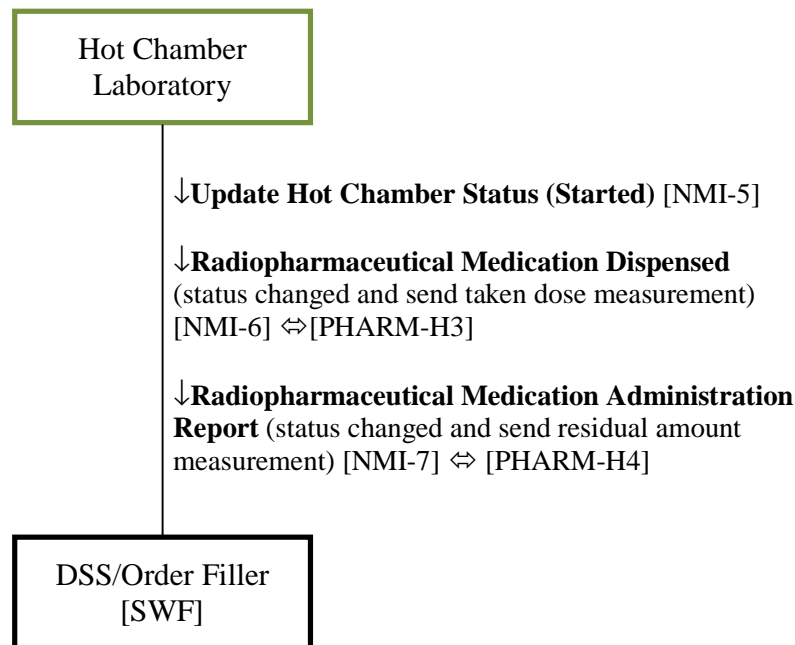 Hot Chamber
Laboratory
↓Update Hot Chamber Status (Started) [NMI-5]
↓Radiopharmaceutical Medication Dispensed
(status changed and send taken dose measurement)
[NMI-6] ⇔[PHARM-H3]
↓Radiopharmaceutical Medication Administration
Report (status changed and send residual amount
measurement) [NMI-7] ⇔ [PHARM-H4]
DSS/Order Filler
[SWF]